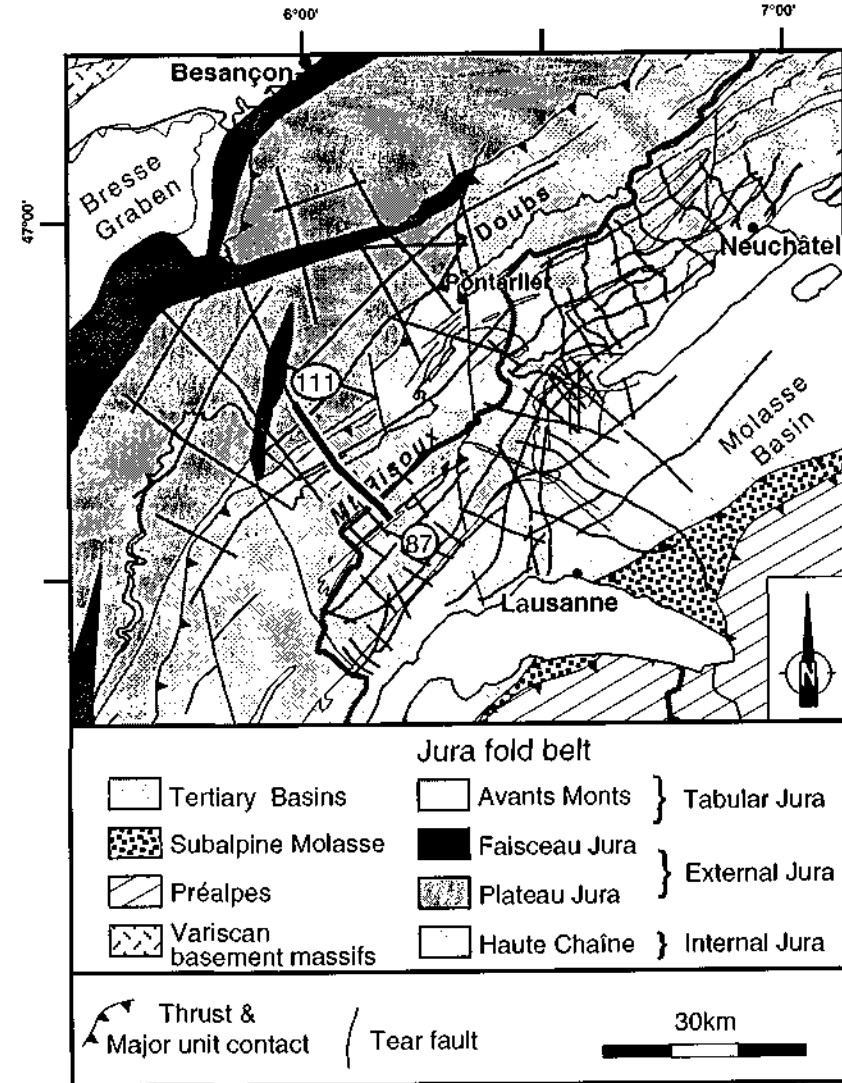 6°00'
7°00'
Besançon
Bresse
Graben
47°00'
Doubs
Neuchâtel
Pontarlier
111
Mt. Risoux
Molasse
Basin
87
Lausanne
N
Jura fold belt
Tertiary Basins
Avants Monts } Tabular Jura
Subalpine Molasse
Faisceau Jura
} External Jura
Préalpes
Plateau Jura
Variscan
basement massifs
Haute Chaîne } Internal Jura
Thrust &
Major unit contact
Tear fault
30km